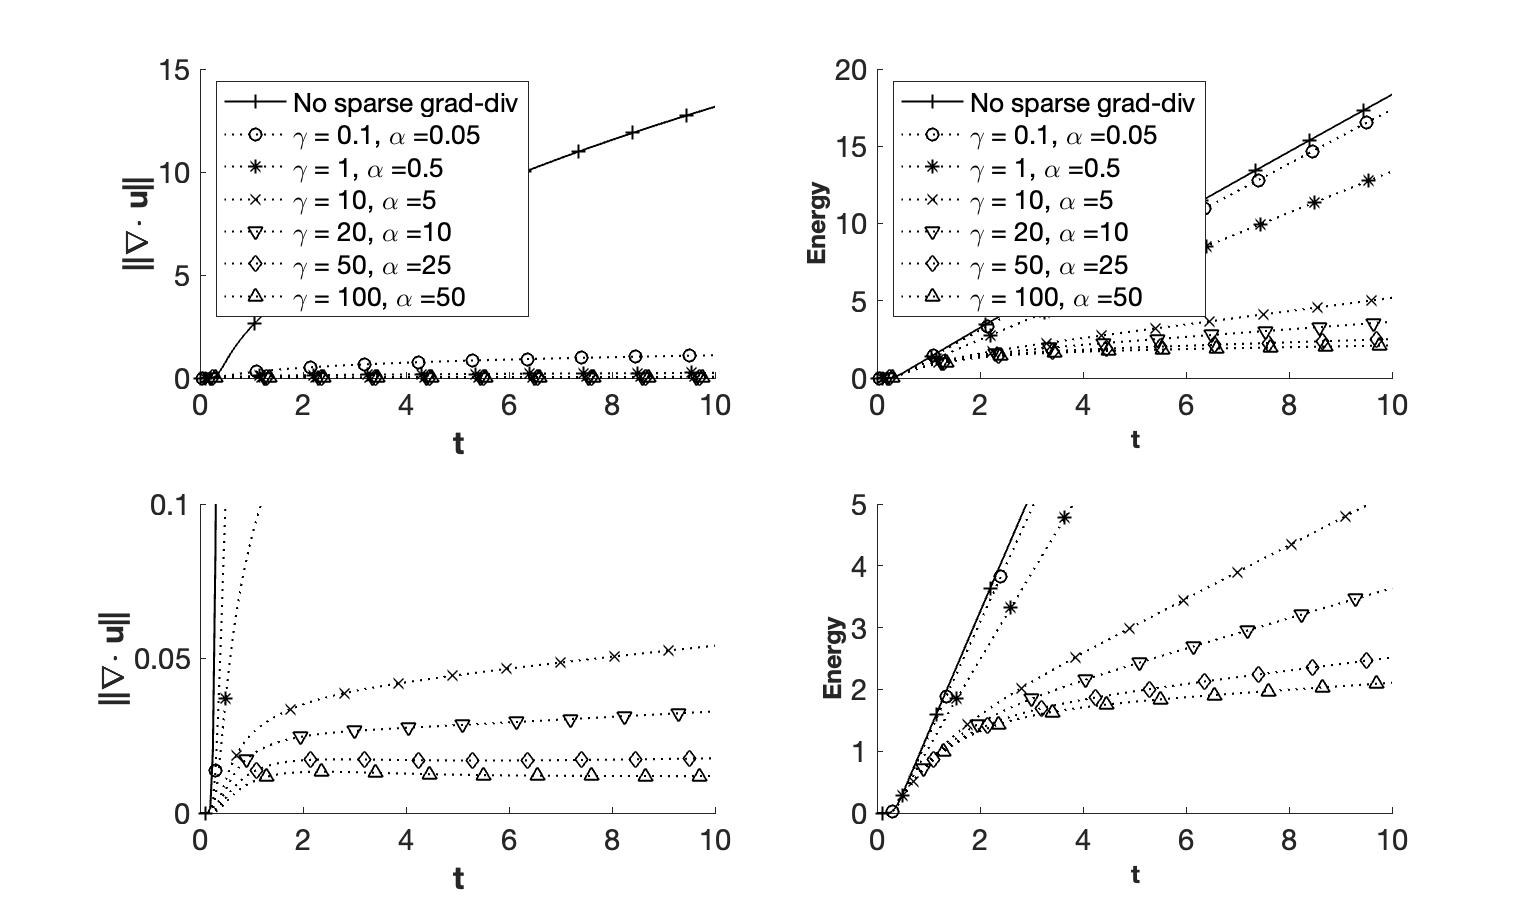 15
10
5
0
‖∇· u‖
No sparse grad-div
γ = 0.1, α =0.05
γ = 1, α =0.5
γ = 10, α =5
γ = 20, α =10
γ = 50, α =25
γ = 100, α =50
0 2 4 6 8 10
t
20
15
10
5
0
Energy
No sparse grad-div
γ = 0.1, α =0.05
γ = 1, α =0.5
γ = 10, α =5
γ = 20, α =10
γ = 50, α =25
γ = 100, α =50
0 2 4 6 8 10
t
0.1
0.05
0
‖∇· u‖
0 2 4 6 8 10
t
5
4
3
2
1
0
Energy
0 2 4 6 8 10
t